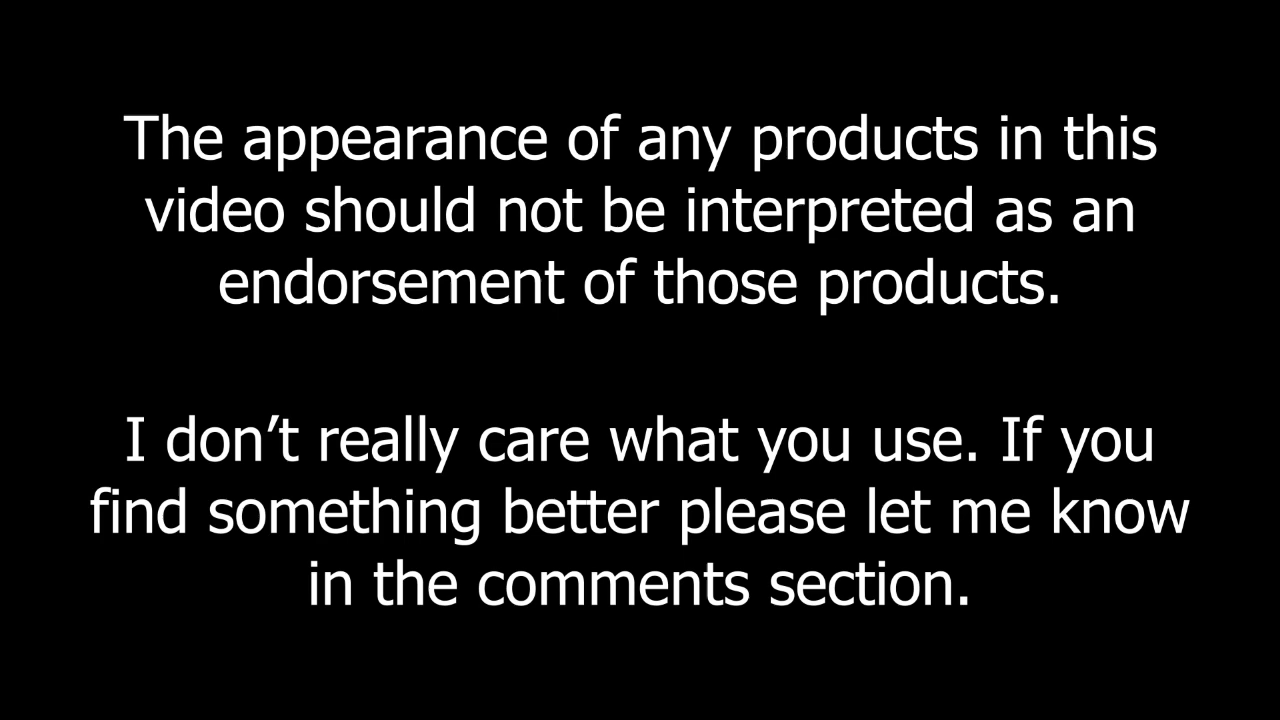 The appearance of any products in this
video should not be interpreted as an
endorsement of those products.
I don’t really care what you use. If you
find something better please let me know
in the comments section.